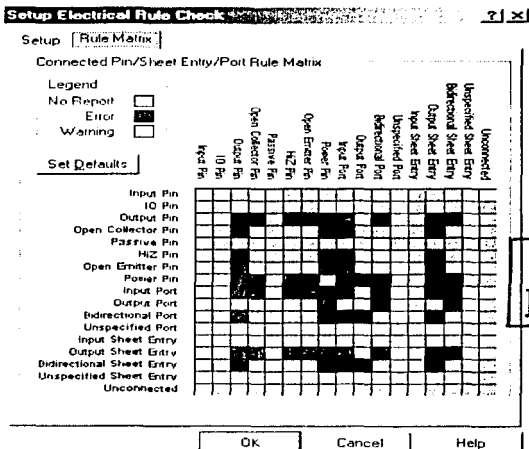 Setup Electrical Rule Check
? ×
Setup
Rule Matrix
Connected Pin/Sheet Entry/Port Rule Matrix
Legend
No Report
Error
Warning
Set Defaults
Input Pin
IO Pin
Output Pin
Open Collector Pin
Passive Pin
HiZ Pin
Open Emitter Pin
Power Pin
Input Port
Output Port
Bidirectional Port
Unspecified Port
Input Sheet Entry
Output Sheet Entry
Bidirectional Sheet Entry
Unspecified Sheet Entry
Unconnected
Input Pin
IO Pin
Output Pin
Open Collector Pin
Passive Pin
HiZ Pin
Open Emitter Pin
Power Pin
Input Port
Output Port
Bidirectional Port
Unspecified Port
Input Sheet Entry
Output Sheet Entry
Bidirectional Sheet Entry
Unspecified Sheet Entry
Unconnected
OK
Cancel
Help